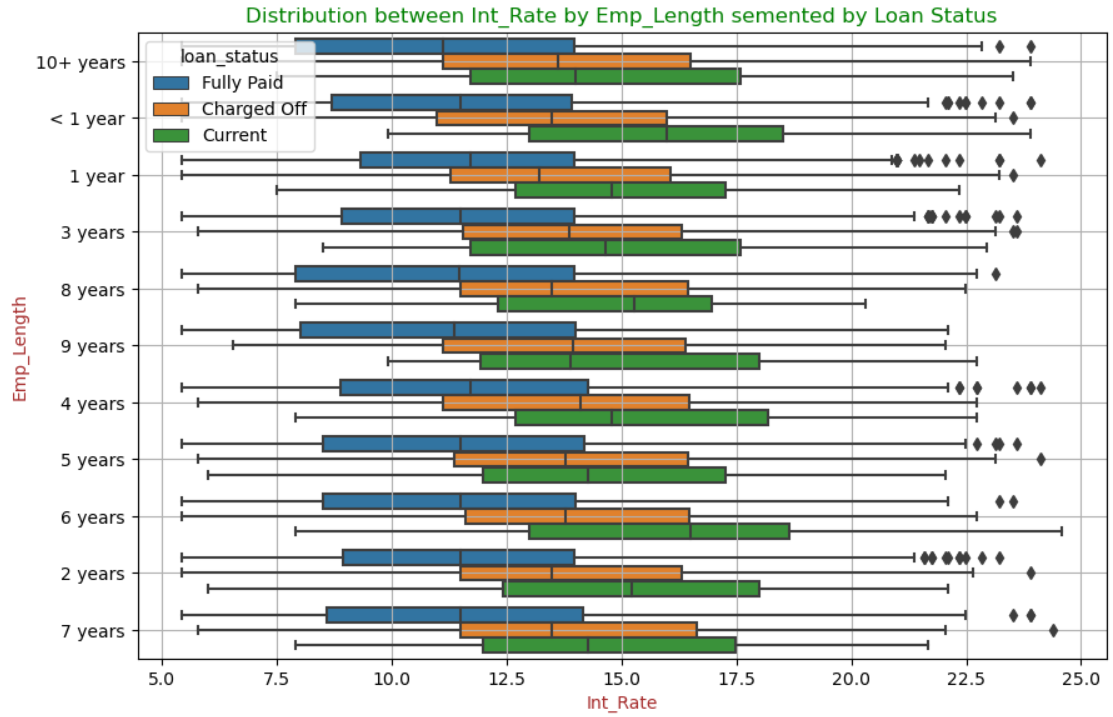 Distribution between Int_Rate by Emp_Length semented by Loan Status
loan_status
Fully Paid
Charged Off
Current
Emp_Length
10+ years
< 1 year
1 year
3 years
8 years
9 years
4 years
5 years
6 years
2 years
7 years
5.0 7.5 10.0 12.5 15.0 17.5 20.0 22.5 25.0
Int_Rate